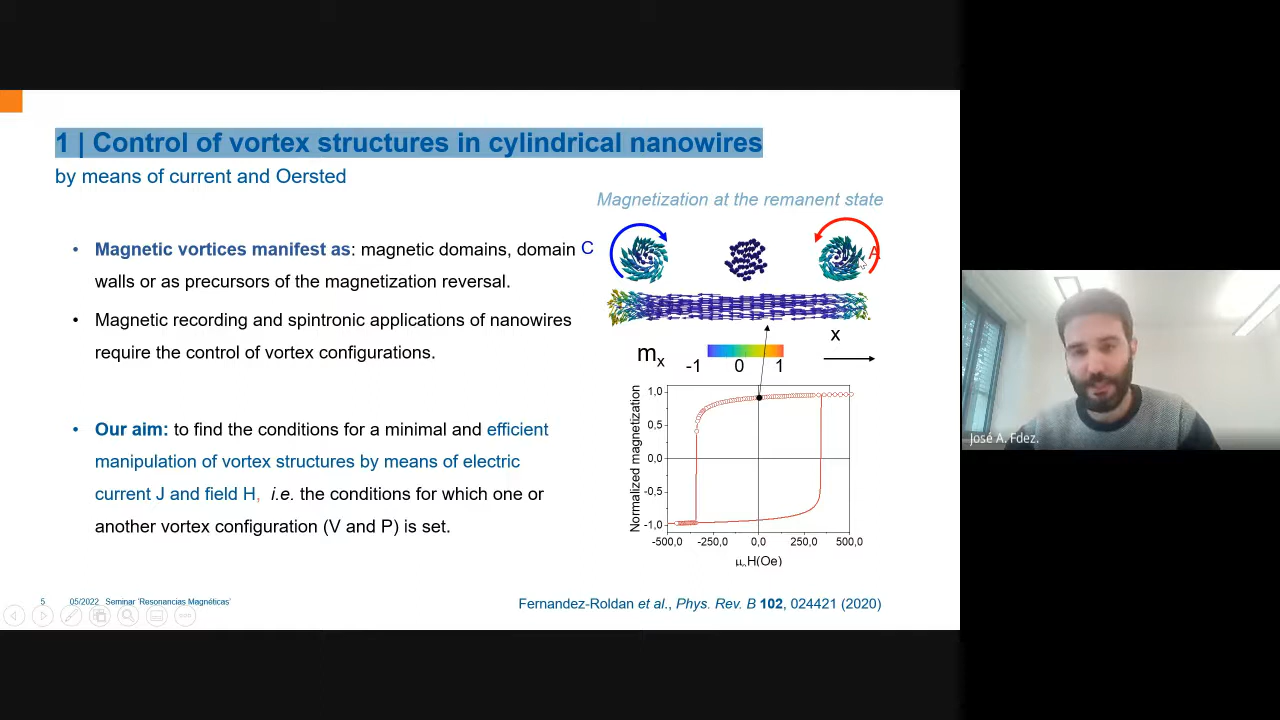 1 | Control of vortex structures in cylindrical nanowires
by means of current and Oersted
• Magnetic vortices manifest as: magnetic domains, domain
walls or as precursors of the magnetization reversal.
• Magnetic recording and spintronic applications of nanowires
require the control of vortex configurations.
• Our aim: to find the conditions for a minimal and efficient
manipulation of vortex structures by means of electric
current J and field H, i.e. the conditions for which one or
another vortex configuration (V and P) is set.
Magnetization at the remanent state
C
A
x
mx
-1 0 1
Normalized magnetization
1,0
0,5
0,0
-0,5
-1,0
-500,0 -250,0 0,0 250,0 500,0
μ₀H(Oe)
5 05/2022 Seminar 'Resonancias Magnéticas'
Fernandez-Roldan et al., Phys. Rev. B 102, 024421 (2020)
José A. Fdez.